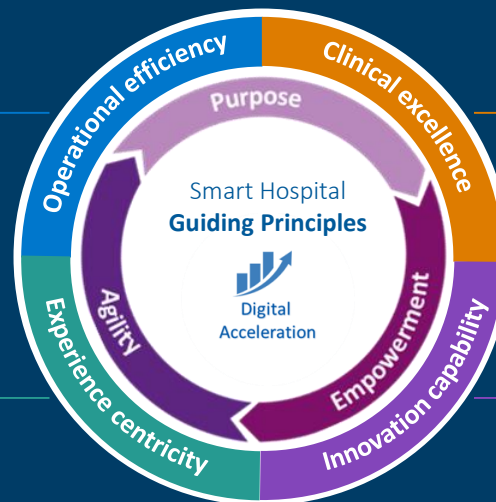 Operational efficiency
Clinical excellence
Purpose
Smart Hospital
Guiding Principles
Digital
Acceleration
Agility
Empowerment
Experience centricity
Innovation capability